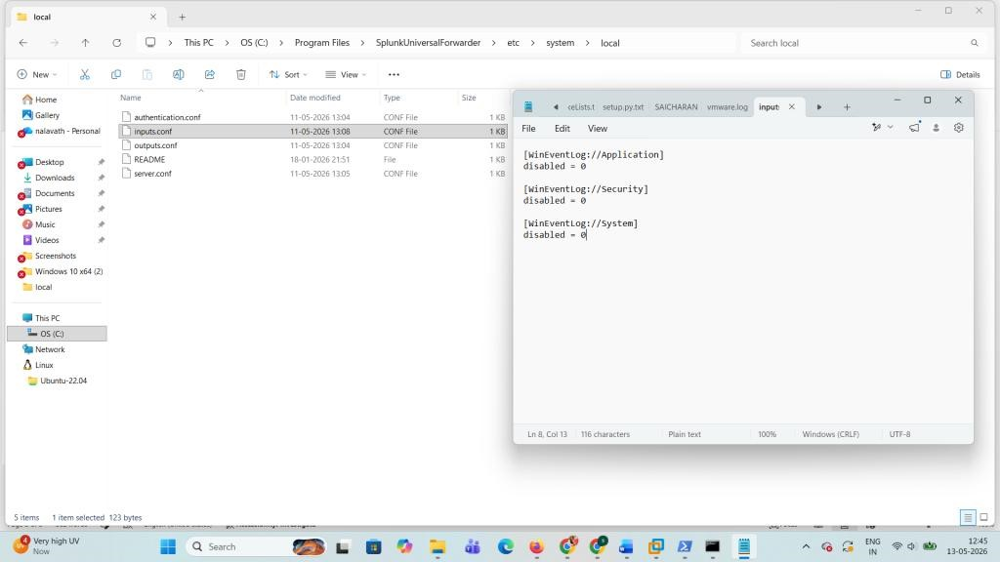 local
This PC
OS (C:)
Program Files
SplunkUniversalForwarder
etc
system
local
Search local
New
Sort
View
Details
Home
Gallery
nalavath - Personal
Desktop
Downloads
Documents
Pictures
Music
Videos
Screenshots
Windows 10 x64 (2)
local
This PC
OS (C:)
Network
Linux
Ubuntu-22.04
Name Date modified Type Size
authentication.conf 11-05-2026 13:04 CONF File 1 KB
inputs.conf 11-05-2026 13:08 CONF File 1 KB
outputs.conf 11-05-2026 13:04 CONF File 1 KB
README 18-01-2026 21:51 File 1 KB
server.conf 11-05-2026 13:05 CONF File 1 KB
ceLists.t setup.py.txt SAICHARAN vmware.log input
File Edit View
[WinEventLog://Application]
disabled = 0
[WinEventLog://Security]
disabled = 0
[WinEventLog://System]
disabled = 0
Ln 8, Col 13 116 characters Plain text 100% Windows (CRLF) UTF-8
5 items 1 item selected 123 bytes
4
Very high UV
Now
Search
ENG
IN
12:45
13-05-2026